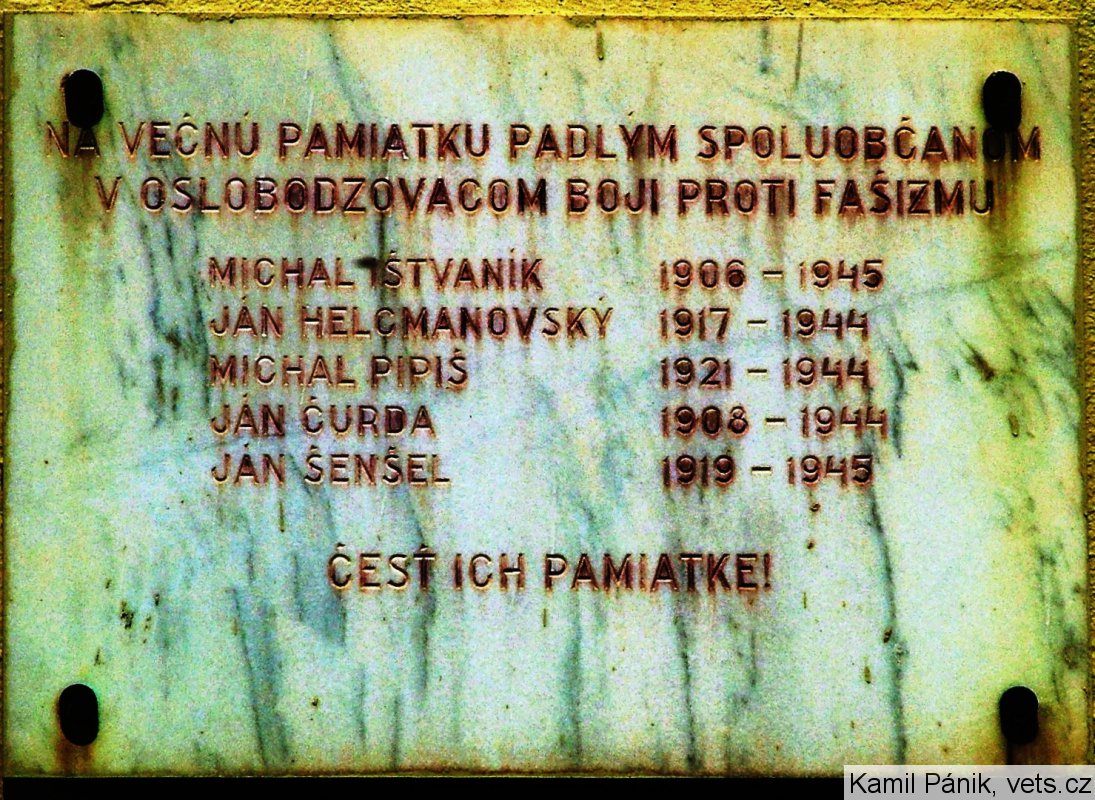 NA VEČNÚ PAMIATKU PADLÝM SPOLUOBČANOM
V OSLOBODZOVACOM BOJI PROTI FAŠIZMU
MICHAL IŠTVANÍK 1906 - 1945
JÁN HELCMANOVSKÝ 1917 - 1944
MICHAL PIPIŠ 1921 - 1944
JÁN ČURDA 1908 - 1944
JÁN ŠENŠEL 1919 - 1945
ČESŤ ICH PAMIATKE!
Kamil Pánik, vets.cz